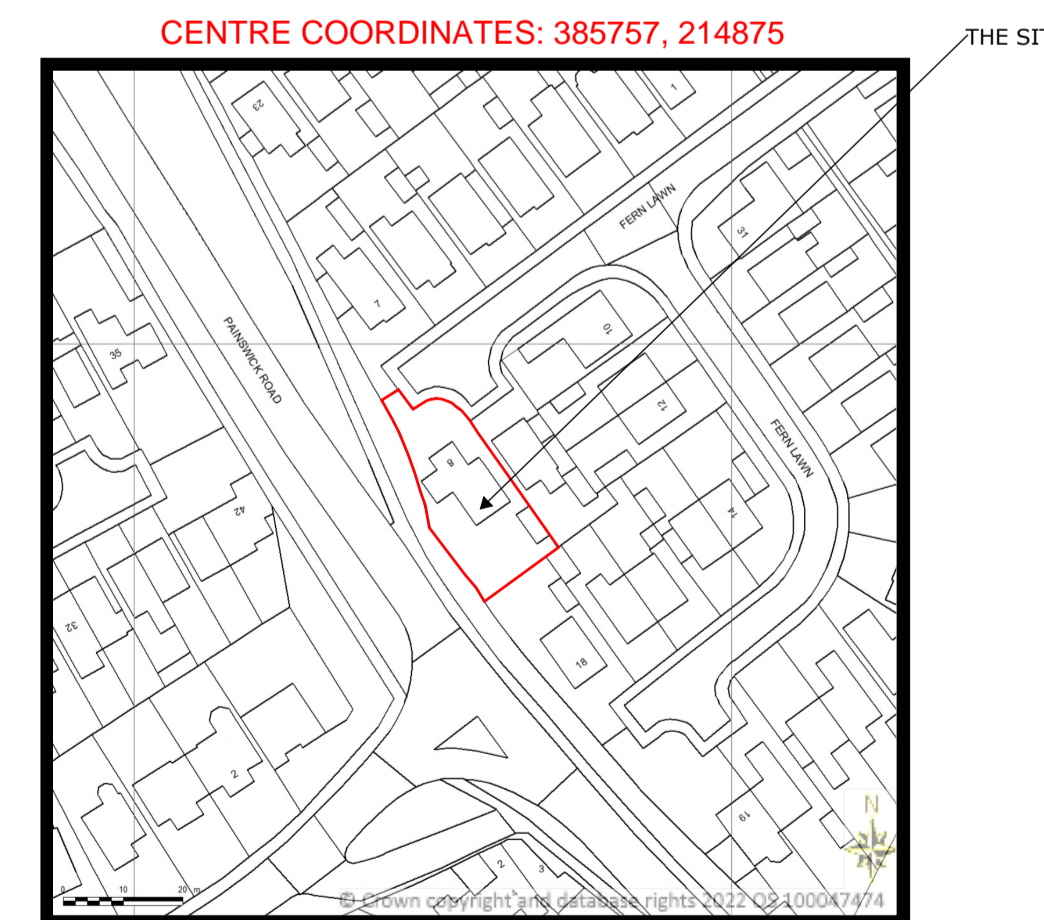 CENTRE COORDINATES: 385757, 214875
THE SIT
23
1
FERN LAWN
31
7
10
PAINSWICK ROAD
35
12
FERN LAWN
8
42
14
32
18
2
19
N
2
3
4
0 10 20 m
© Crown copyright and database rights 2022 OS 100047474